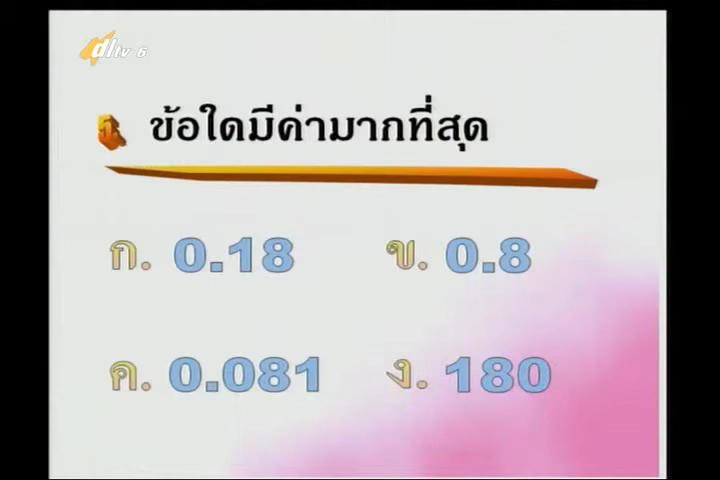 dltv-6
5. ข้อใดมีค่ามากที่สุด
ก. 0.18 ข. 0.8
ค. 0.081 ง. 180